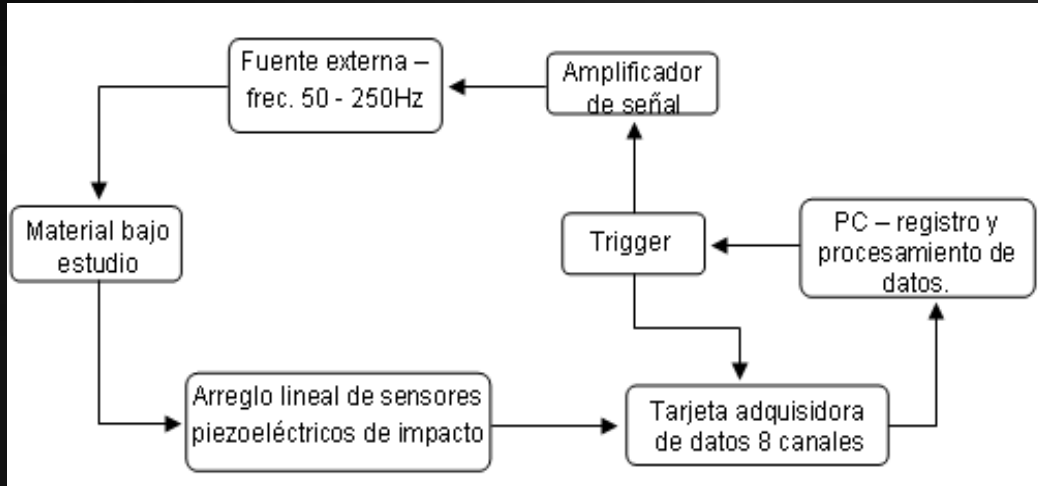 Fuente externa –
frec. 50 - 250Hz
Amplificador
de señal
Material bajo
estudio
Trigger
PC – registro y
procesamiento de
datos.
Arreglo lineal de sensores
piezoeléctricos de impacto
Tarjeta adquisidora
de datos 8 canales